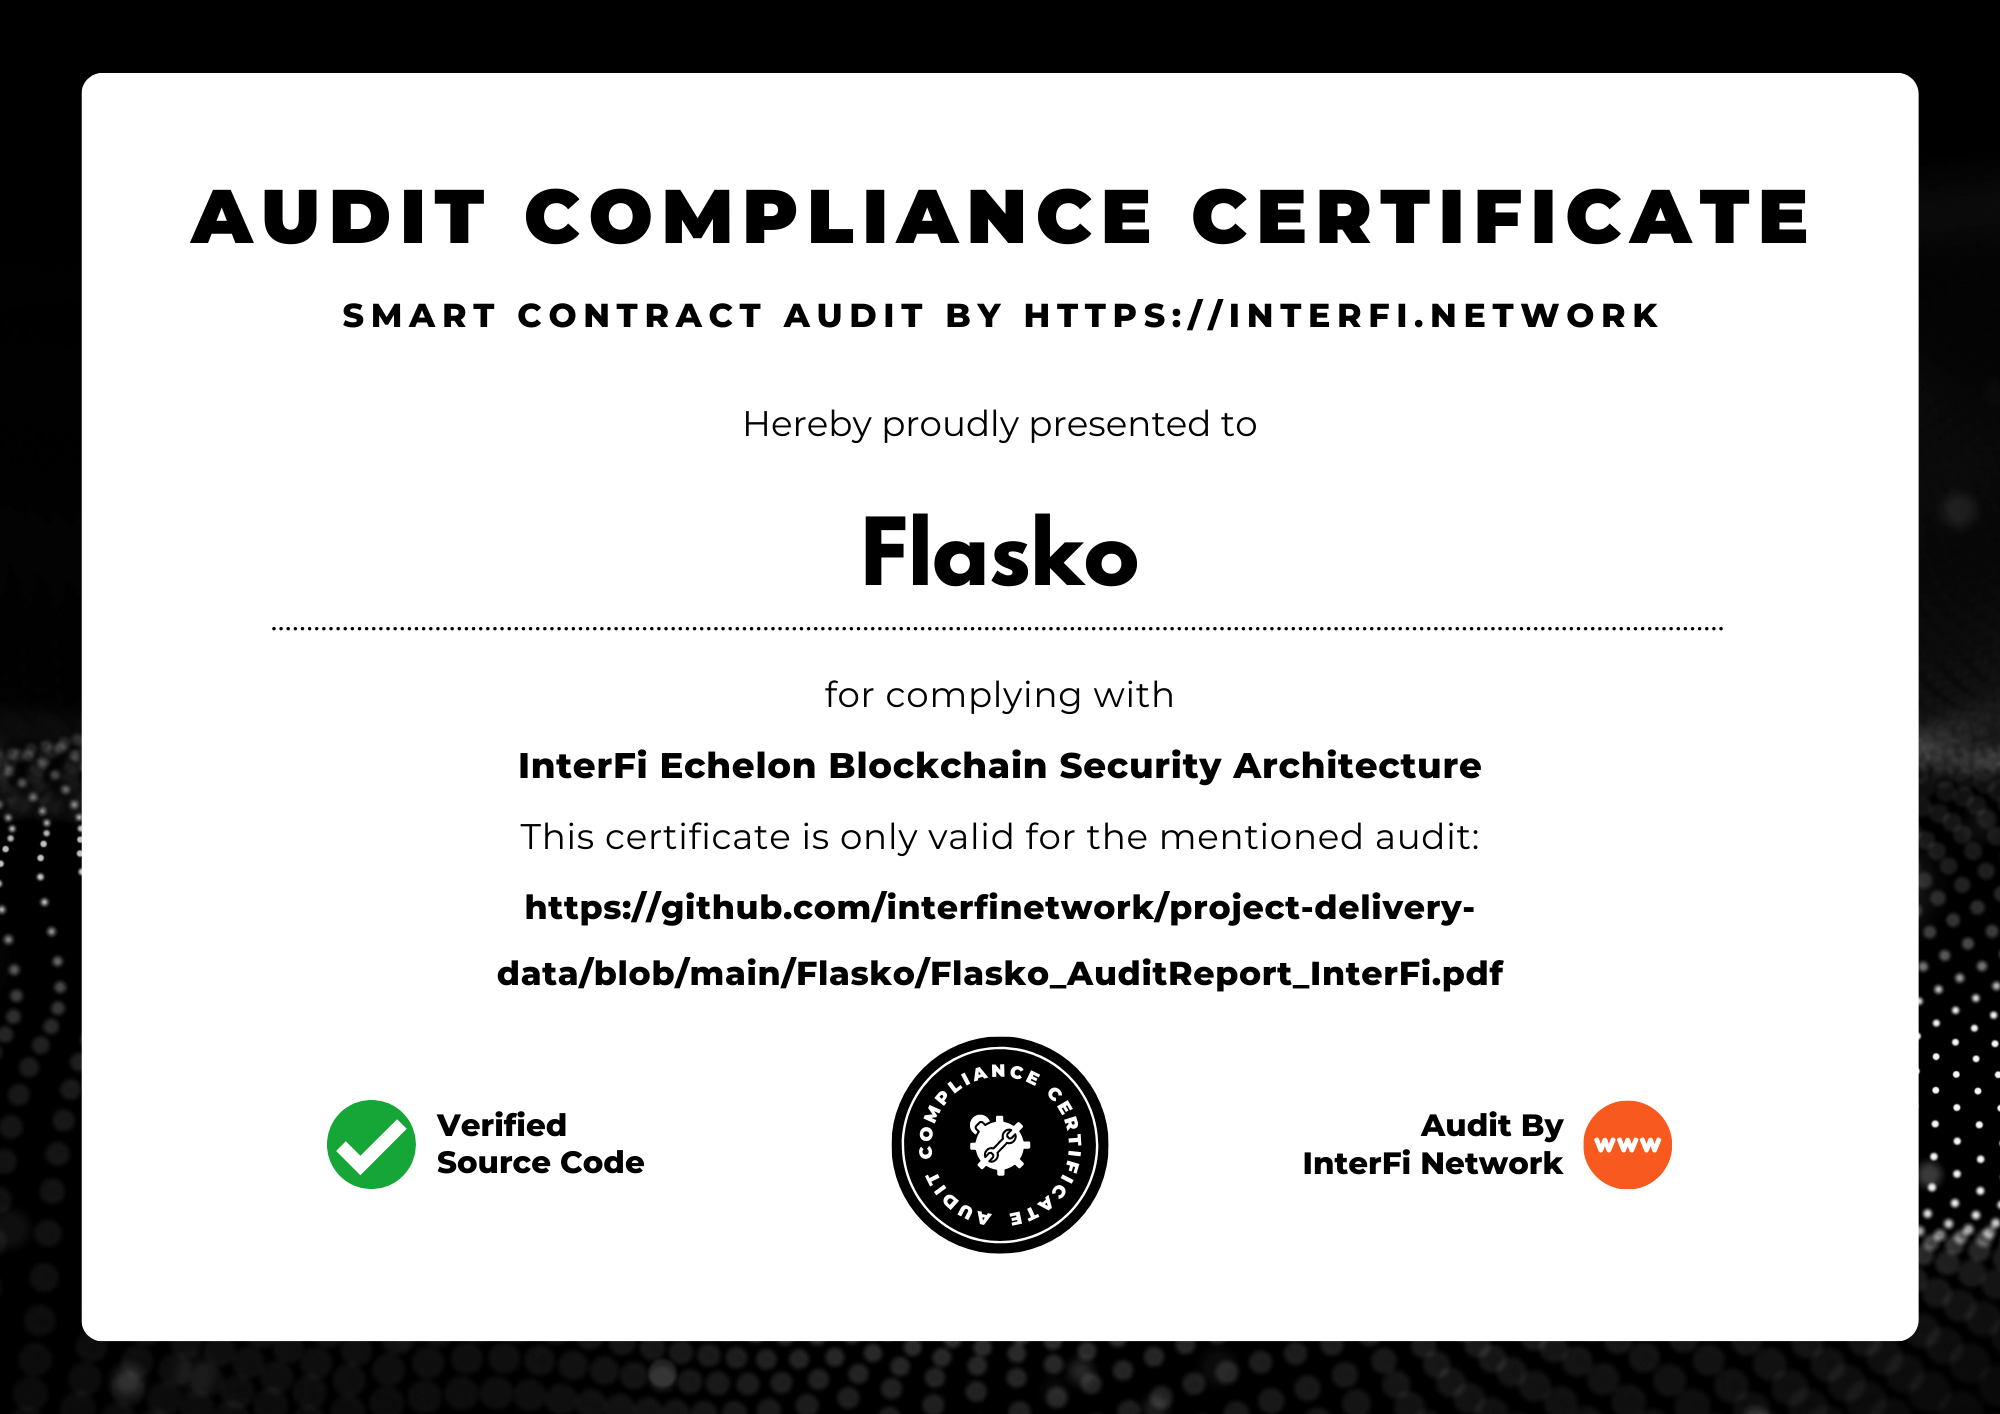 AUDIT COMPLIANCE CERTIFICATE
SMART CONTRACT AUDIT BY HTTPS://INTERFI.NETWORK
Hereby proudly presented to
Flasko
for complying with
InterFi Echelon Blockchain Security Architecture
This certificate is only valid for the mentioned audit:
https://github.com/interfinetwork/project-delivery-
data/blob/main/Flasko/Flasko_AuditReport_InterFi.pdf
Verified
Source Code
AUDIT COMPLIANCE CERTIFICATE
Audit By
InterFi Network
www